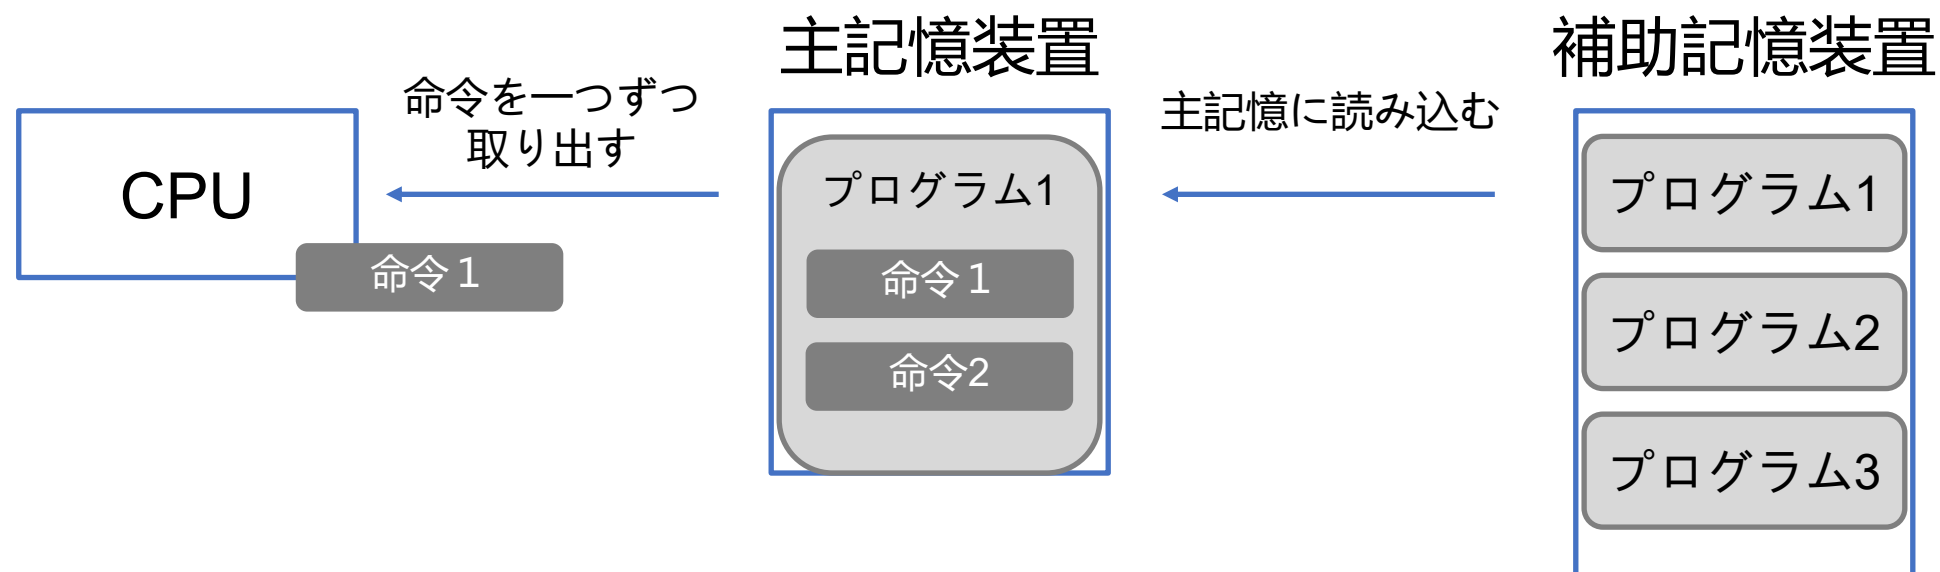 主記憶装置
補助記憶装置
命令を一つずつ
取り出す
主記憶に読み込む
CPU
命令１
プログラム1
命令１
命令2
プログラム1
プログラム2
プログラム3